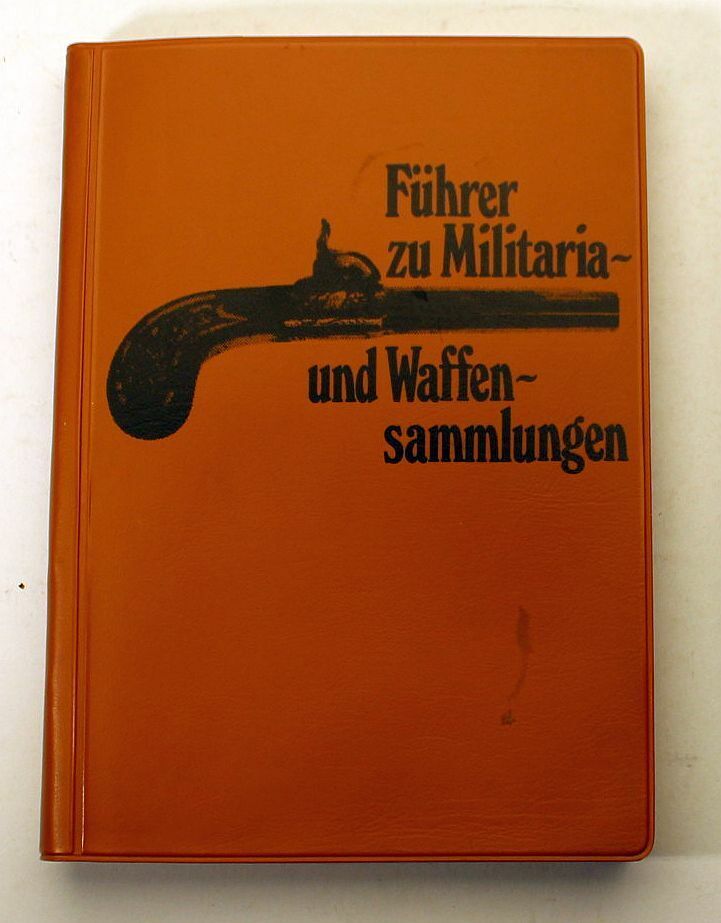 Führer
zu Militaria-
und Waffen-
sammlungen